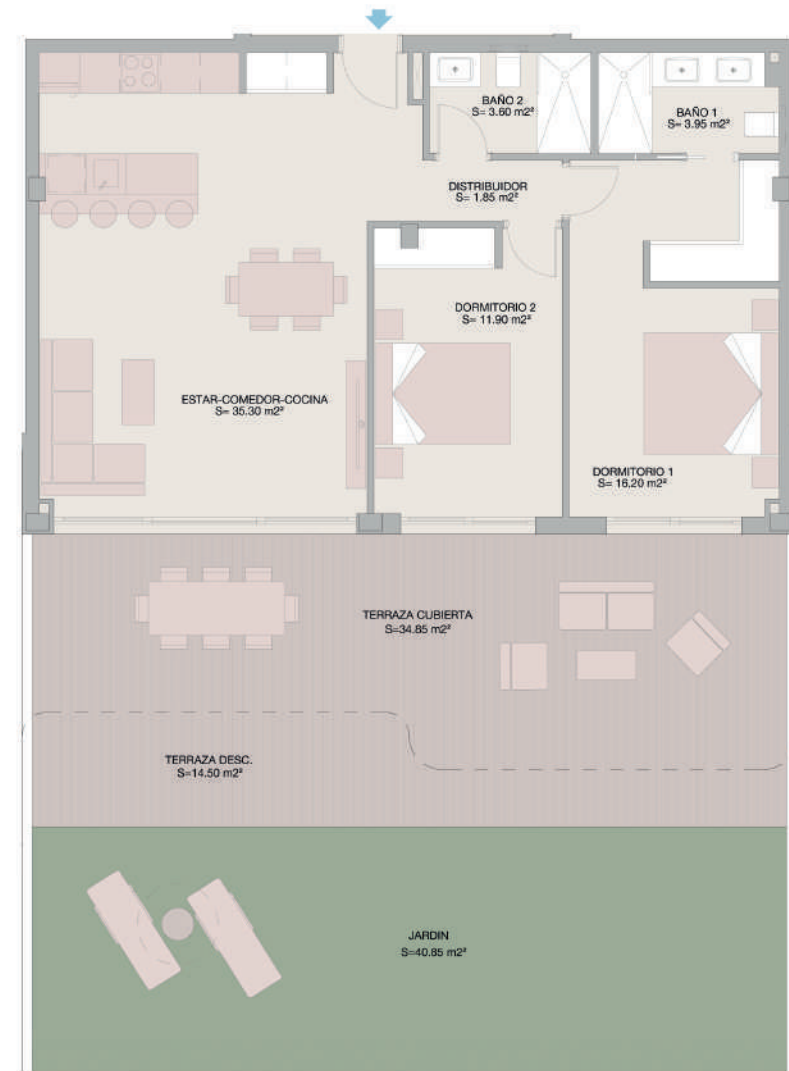 BAÑO 2
S= 3.60 m2²
BAÑO 1
S= 3.95 m2²
DISTRIBUIDOR
S= 1.85 m2²
DORMITORIO 2
S= 11.90 m2²
ESTAR-COMEDOR-COCINA
S= 35.30 m2²
DORMITORIO 1
S= 16.20 m2²
TERRAZA CUBIERTA
S=34.85 m2²
TERRAZA DESC.
S=14.50 m2²
JARDIN
S=40.85 m2²